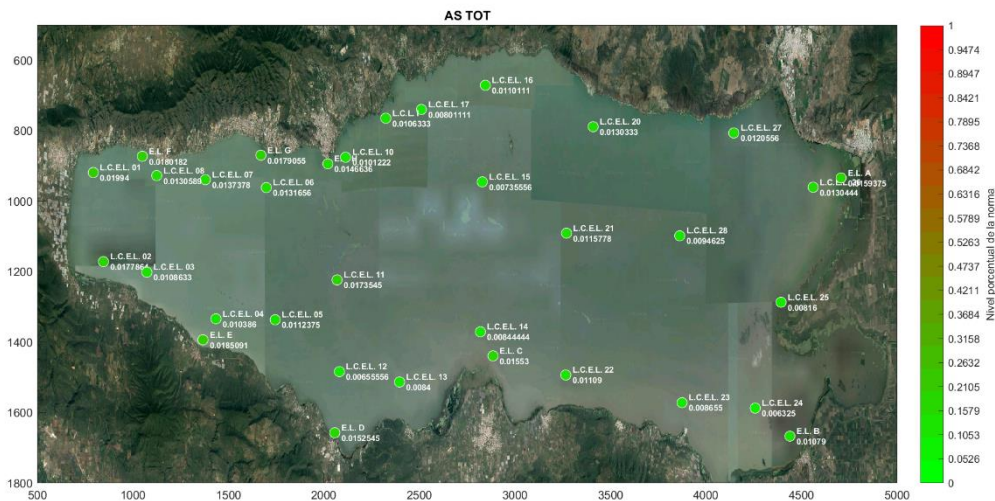 AS TOT
L.C.E.L. 16
0.0110111
L.C.E.L. 17
0.00801111
0.0106333
L.C.E.L. 20
0.0130333
L.C.E.L. 27
0.0120556
E.L. F
0.0180182
E.L. G
0.0179055
L.C.E.L. 10
0.0101222
0.0146636
L.C.E.L. 01
0.01994
L.C.E.L. 08
0.0130589
L.C.E.L. 07
0.0137378
L.C.E.L. 06
0.0131656
L.C.E.L. 15
0.00735556
E.L. A
0.0159375
0.0130444
L.C.E.L. 21
0.0115778
L.C.E.L. 28
0.0094625
L.C.E.L. 02
L.C.E.L. 03
0.0108633
L.C.E.L. 11
0.0173545
L.C.E.L. 25
0.00816
L.C.E.L. 04
0.010386
L.C.E.L. 05
0.0112375
E.L. E
0.0185091
L.C.E.L. 14
0.00844444
E.L. C
0.01553
L.C.E.L. 12
0.00655556
L.C.E.L. 13
0.0084
L.C.E.L. 22
0.01109
L.C.E.L. 23
0.008655
L.C.E.L. 24
0.006325
E.L. D
0.0152545
E.L. B
0.01079
600
800
1000
1200
1400
1600
1800
500
1000
1500
2000
2500
3000
3500
4000
4500
5000
1
0.9474
0.8947
0.8421
0.7895
0.7368
0.6842
0.6316
0.5789
0.5263
0.4737
0.4211
0.3684
0.3158
0.2632
0.2105
0.1579
0.1053
0.0526
0
Nivel porcentual de la norma